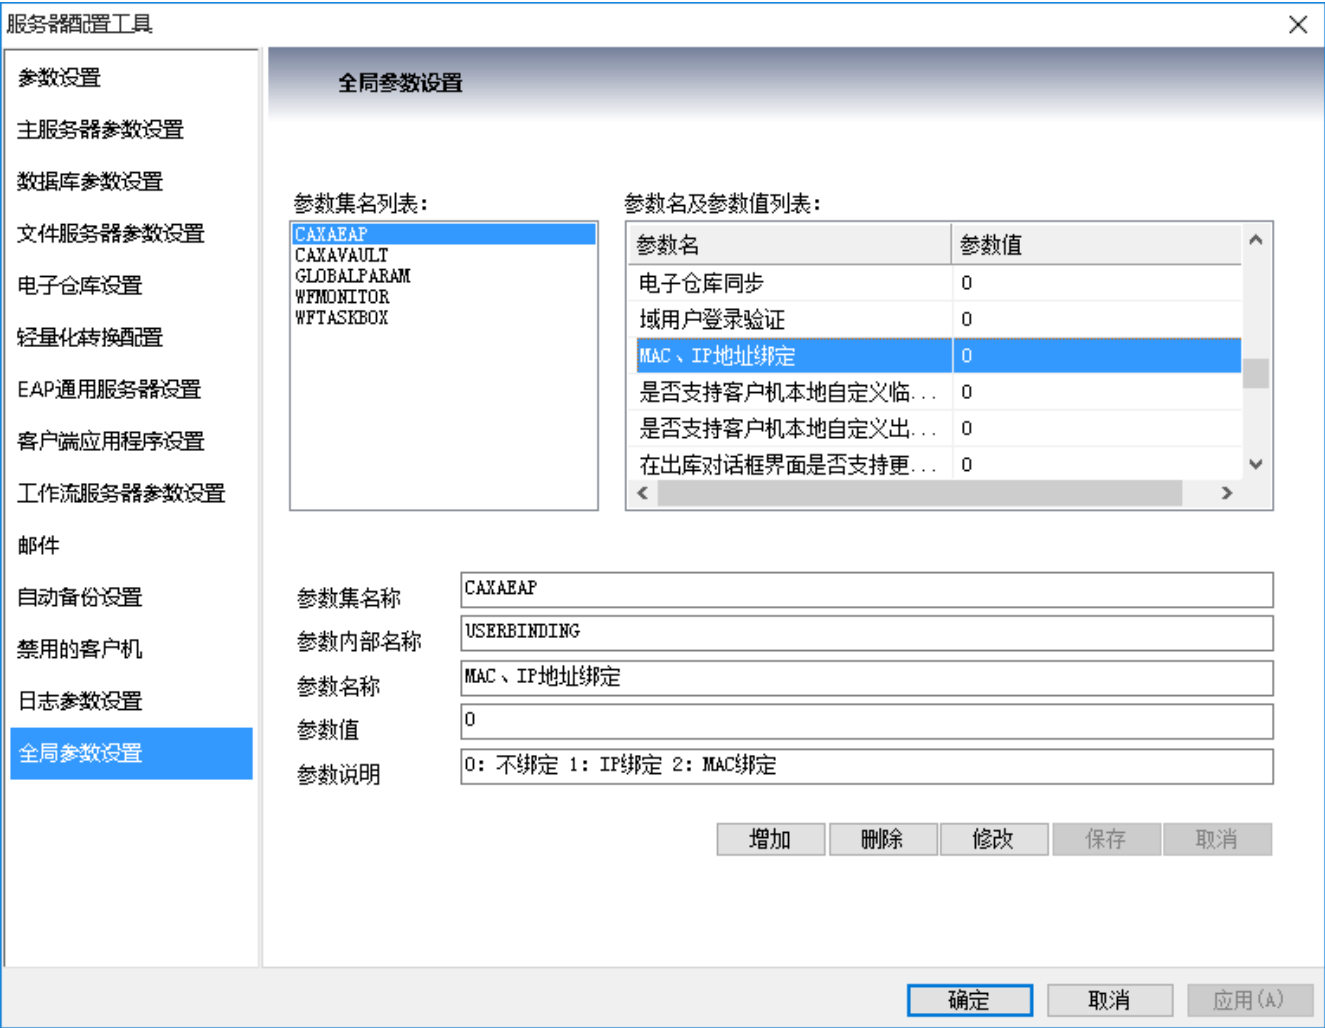 服务器配置工具
参数设置
主服务器参数设置
数据库参数设置
文件服务器参数设置
电子仓库设置
轻量化转换配置
EAP通用服务器设置
客户端应用程序设置
工作流服务器参数设置
邮件
自动备份设置
禁用的客户机
日志参数设置
全局参数设置
全局参数设置
参数集名列表：
CAXAEAP
CAXAVAULT
GLOBALPARAM
WFMONITOR
WFTASKBOX
参数名及参数值列表：
参数名 参数值
电子仓库同步 0
域用户登录验证 0
MAC、IP地址绑定 0
是否支持客户机本地自定义临... 0
是否支持客户机本地自定义出... 0
在出库对话框界面是否支持更... 0
参数集名称 CAXAEAP
参数内部名称 USERBINDING
参数名称 MAC、IP地址绑定
参数值 0
参数说明 0：不绑定 1：IP绑定 2：MAC绑定
增加 删除 修改 保存 取消
确定 取消 应用(A)